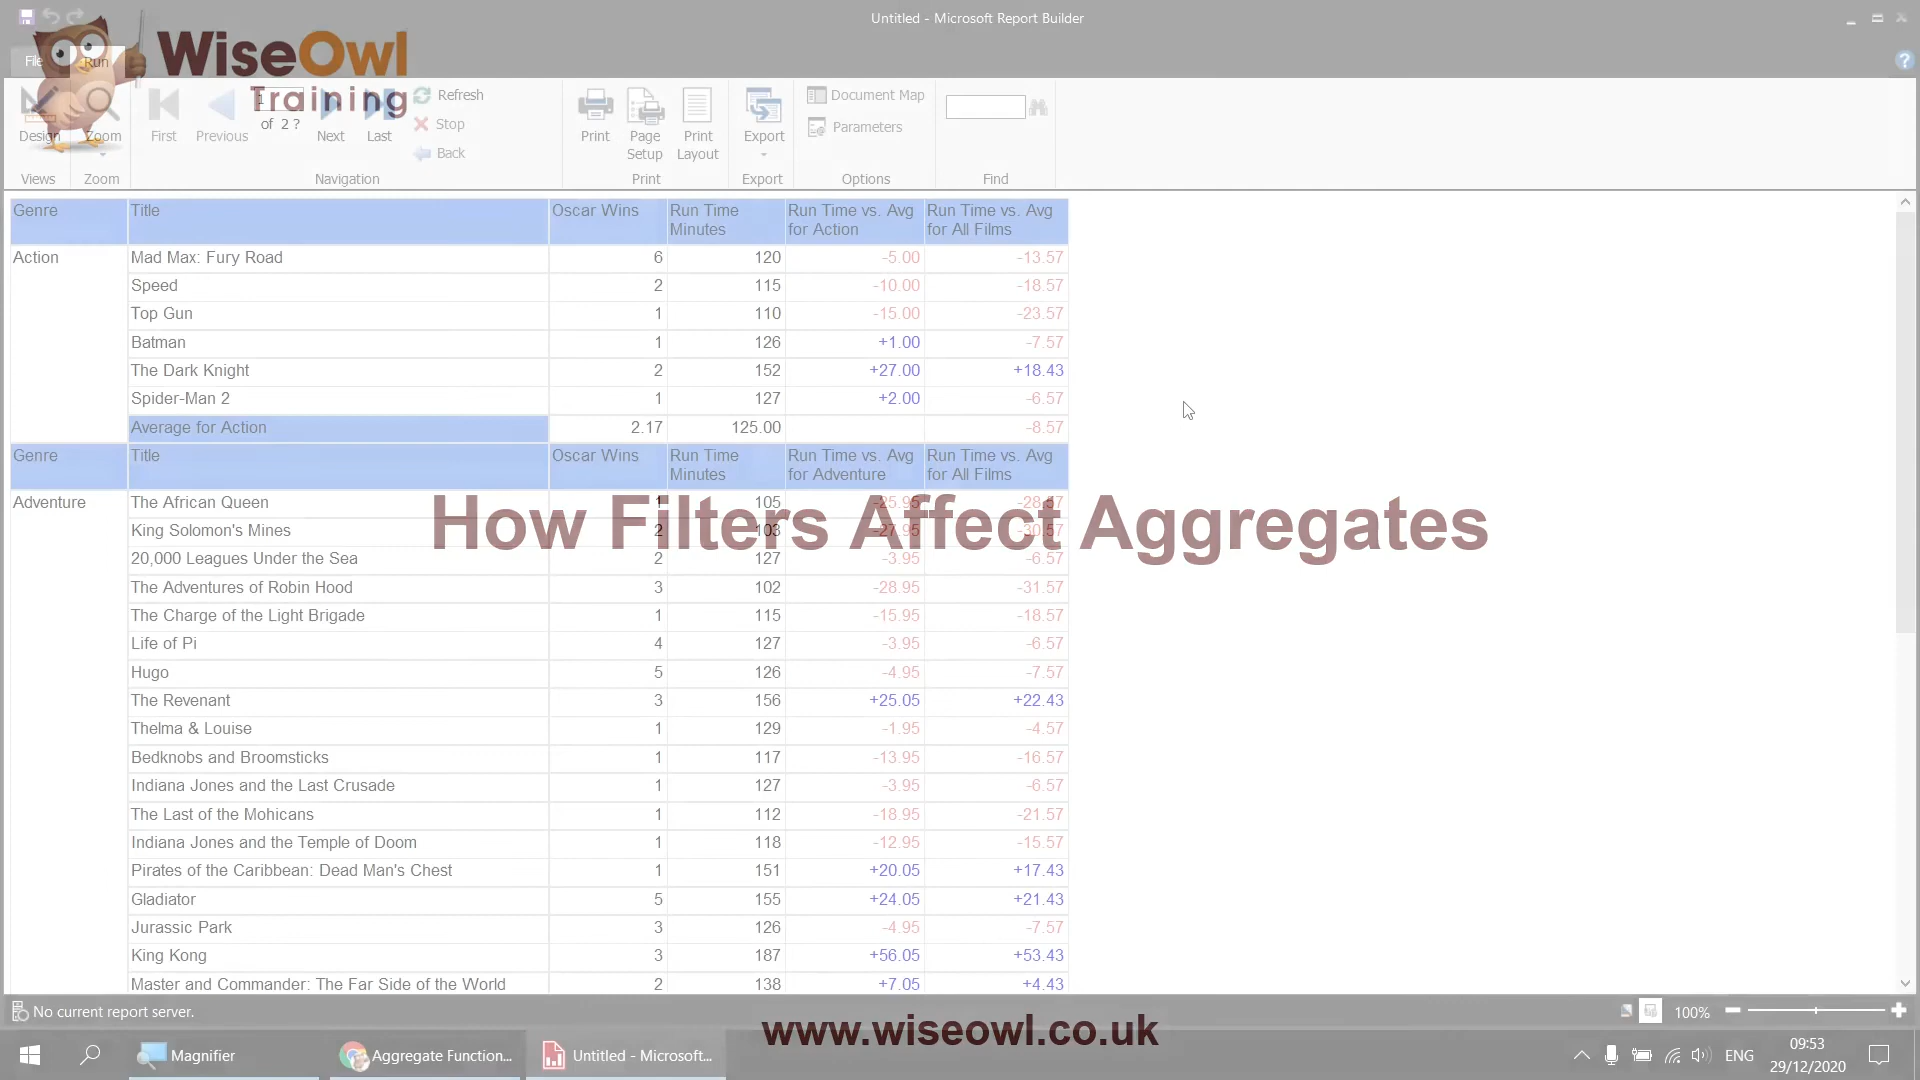 Untitled - Microsoft Report Builder
WiseOwl
Training
File
Run
Design
Zoom
First
Previous
1
of 2 ?
Next
Last
Refresh
Stop
Back
Print
Page Setup
Print Layout
Export
Document Map
Parameters
Views
Zoom
Navigation
Print
Export
Options
Find
Genre Title Oscar Wins Run Time Minutes Run Time vs. Avg for Action Run Time vs. Avg for All Films
Action Mad Max: Fury Road 6 120 -5.00 -13.57
Speed 2 115 -10.00 -18.57
Top Gun 1 110 -15.00 -23.57
Batman 1 126 +1.00 -7.57
The Dark Knight 2 152 +27.00 +18.43
Spider-Man 2 1 127 +2.00 -6.57
Average for Action 2.17 125.00 -8.57
Genre Title Oscar Wins Run Time Minutes Run Time vs. Avg for Adventure Run Time vs. Avg for All Films
Adventure The African Queen 1 105 -25.95 -28.57
King Solomon's Mines 2 103 -27.95 -30.57
How Filters Affect Aggregates
20,000 Leagues Under the Sea 2 127 -3.95 -6.57
The Adventures of Robin Hood 3 102 -28.95 -31.57
The Charge of the Light Brigade 1 115 -15.95 -18.57
Life of Pi 4 127 -3.95 -6.57
Hugo 5 126 -4.95 -7.57
The Revenant 3 156 +25.05 +22.43
Thelma & Louise 1 129 -1.95 -4.57
Bedknobs and Broomsticks 1 117 -13.95 -16.57
Indiana Jones and the Last Crusade 1 127 -3.95 -6.57
The Last of the Mohicans 1 112 -18.95 -21.57
Indiana Jones and the Temple of Doom 1 118 -12.95 -15.57
Pirates of the Caribbean: Dead Man's Chest 1 151 +20.05 +17.43
Gladiator 5 155 +24.05 +21.43
Jurassic Park 3 126 -4.95 -7.57
King Kong 3 187 +56.05 +53.43
Master and Commander: The Far Side of the World 2 138 +7.05 +4.43
No current report server.
100%
www.wiseowl.co.uk
Magnifier
Aggregate Function...
Untitled - Microsoft...
ENG
09:53
29/12/2020